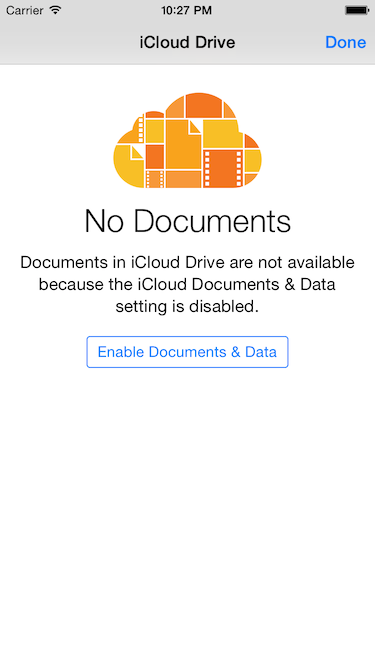 Carrier 10:27 PM
iCloud Drive Done
No Documents
Documents in iCloud Drive are not available
because the iCloud Documents & Data
setting is disabled.
Enable Documents & Data